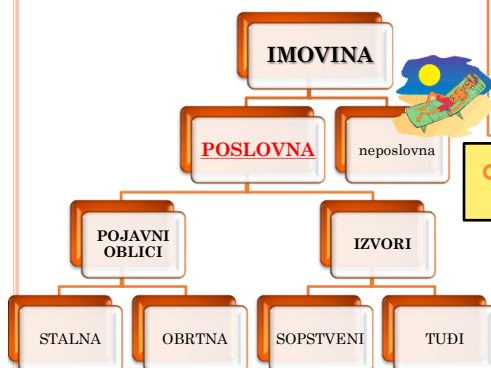 IMOVINA
POSLOVNA
neposlovna
POJAVNI
OBLICI
IZVORI
STALNA
OBRTNA
SOPSTVENI
TUĐI